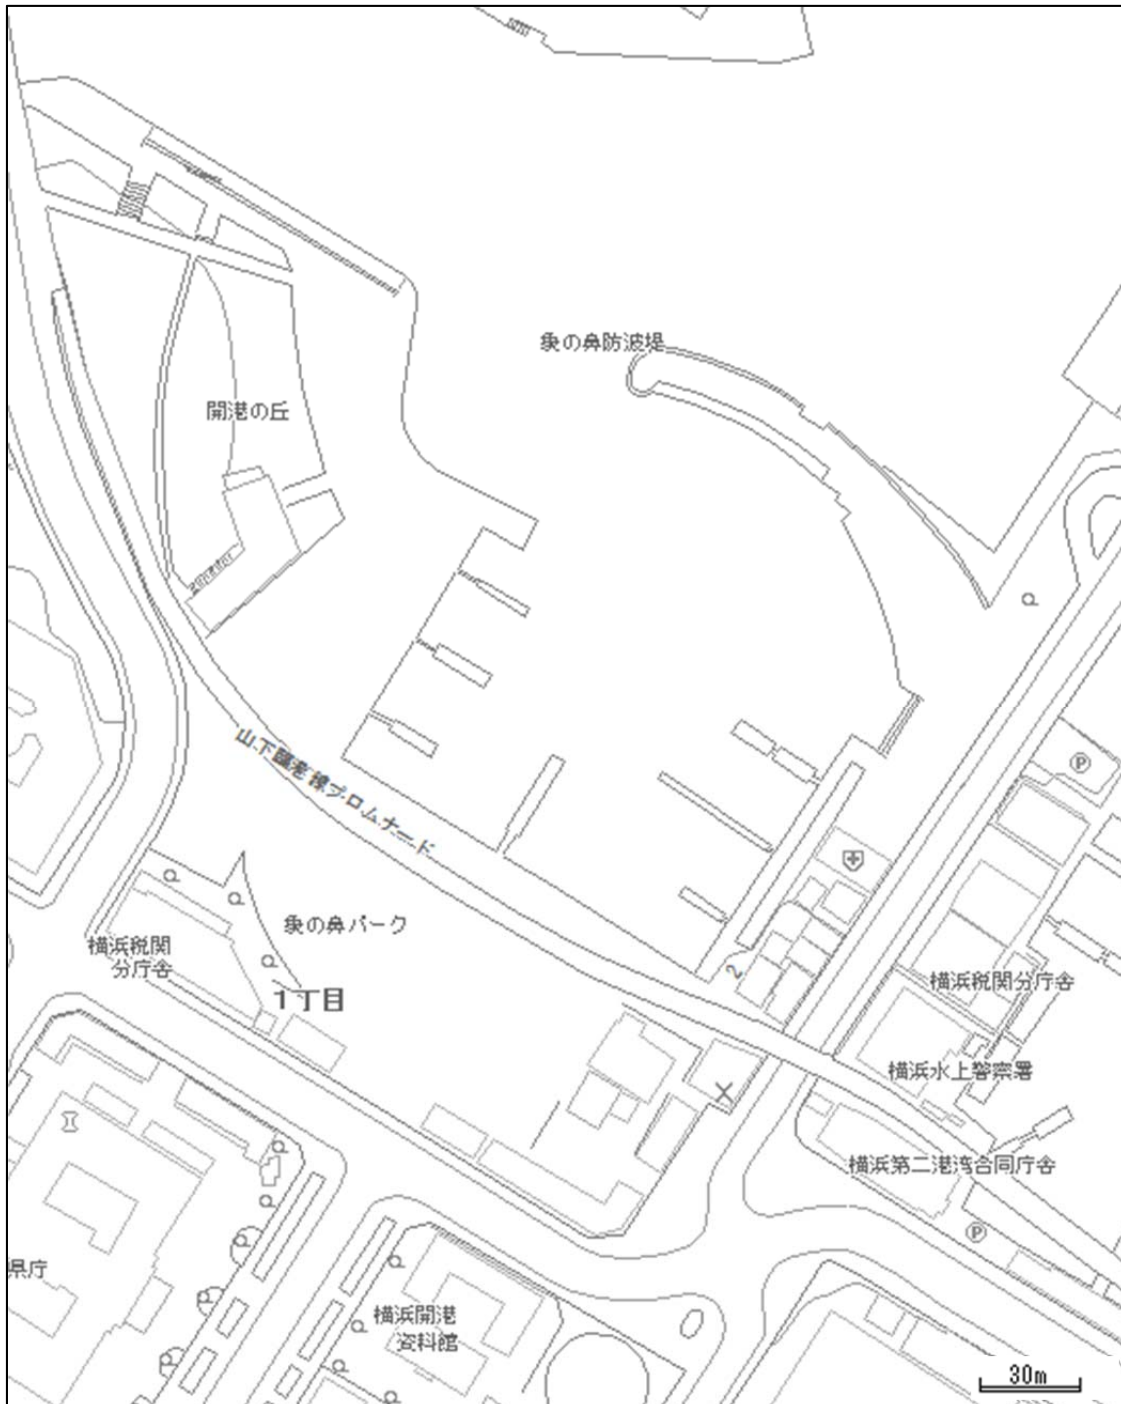 象の鼻防波堤
開港の丘
山下臨港線プロムナード
象の鼻パーク
横浜税関
分庁舎
1丁目
2
横浜税関分庁舎
横浜水上警察署
横浜第二港湾合同庁舎
県庁
横浜開港
資料館
P
P
30m